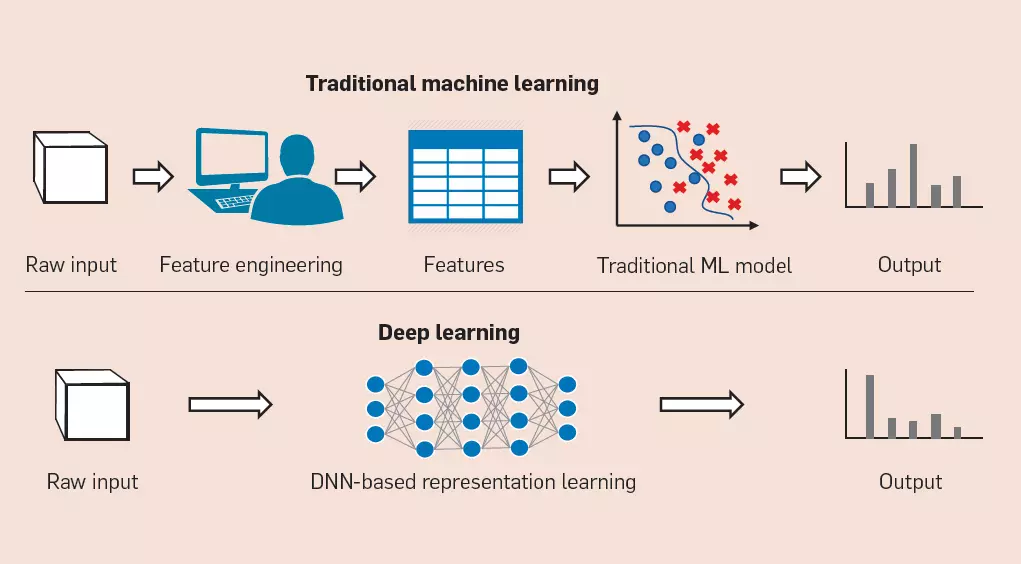 Traditional machine learning
Raw input
Feature engineering
Features
Traditional ML model
Output
Deep learning
Raw input
DNN-based representation learning
Output